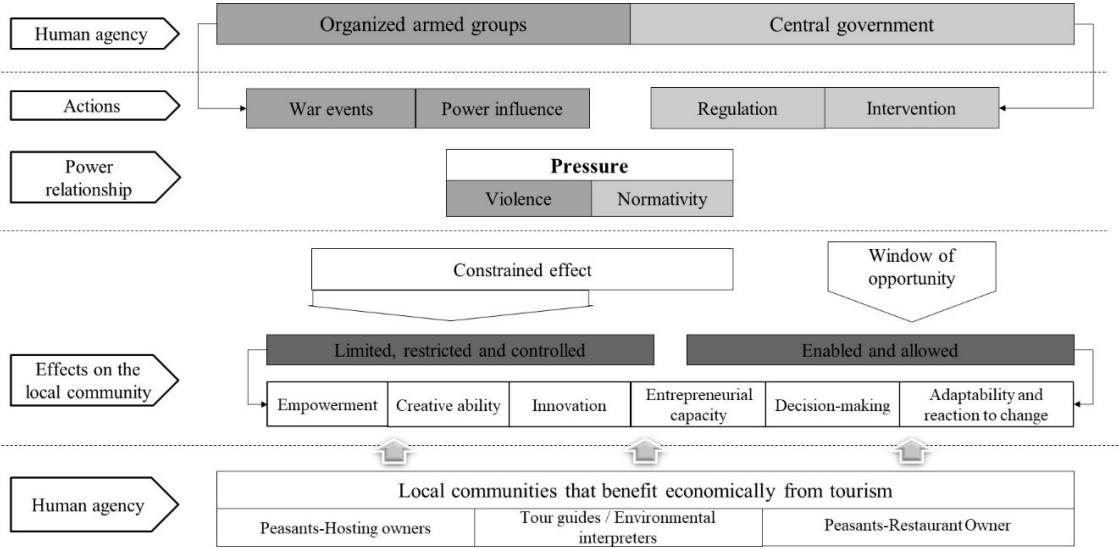 Human agency
Organized armed groups
Central government
Actions
War events
Power influence
Regulation
Intervention
Power
relationship
Pressure
Violence
Normativity
Constrained effect
Window of
opportunity
Effects on the
local community
Limited, restricted and controlled
Enabled and allowed
Empowerment
Creative ability
Innovation
Entrepreneurial
capacity
Decision-making
Adaptability and
reaction to change
Human agency
Local communities that benefit economically from tourism
Peasants-Hosting owners
Tour guides / Environmental
interpreters
Peasants-Restaurant Owner